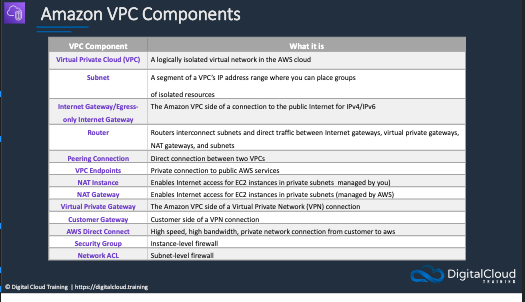 Amazon VPC Components
VPC Component What it is
Virtual Private Cloud (VPC) A logically isolated virtual network in the AWS cloud
Subnet A segment of a VPC's IP address range where you can place groups
of isolated resources
Internet Gateway/Egress-only Internet Gateway The Amazon VPC side of a connection to the public Internet for IPv4/IPv6
Router Routers interconnect subnets and direct traffic between Internet gateways, virtual private gateways,
NAT gateways, and subnets
Peering Connection Direct connection between two VPCs
VPC Endpoints Private connection to public AWS services
NAT Instance Enables Internet access for EC2 instances in private subnets managed by you)
NAT Gateway Enables Internet access for EC2 instances in private subnets (managed by AWS)
Virtual Private Gateway The Amazon VPC side of a Virtual Private Network (VPN) connection
Customer Gateway Customer side of a VPN connection
AWS Direct Connect High speed, high bandwidth, private network connection from customer to aws
Security Group Instance-level firewall
Network ACL Subnet-level firewall
© Digital Cloud Training | https://digitalcloud.training
DigitalCloud
TRAINING